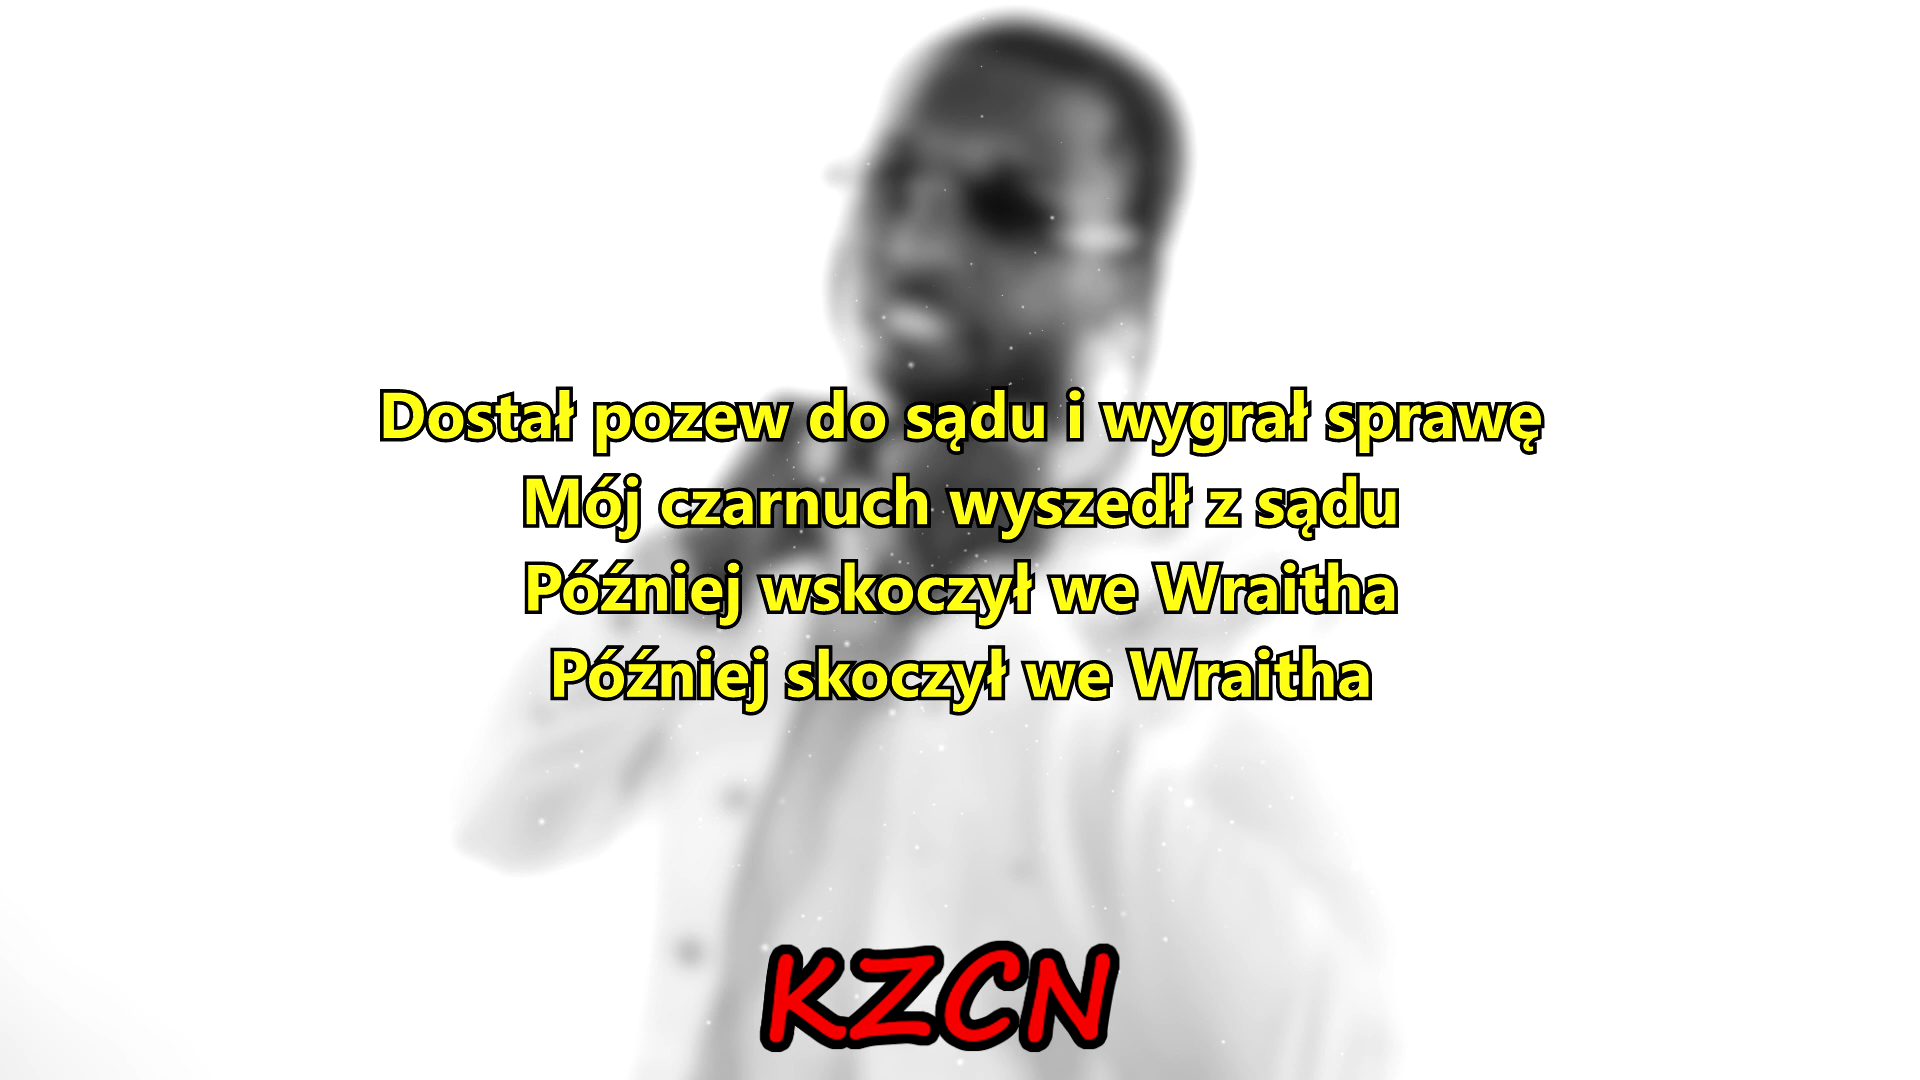 Dostał pozew do sądu i wygrał sprawę
Mój czarnuch wyszedł z sądu
Później wskoczył we Wraitha
Później skoczył we Wraitha
KZCN